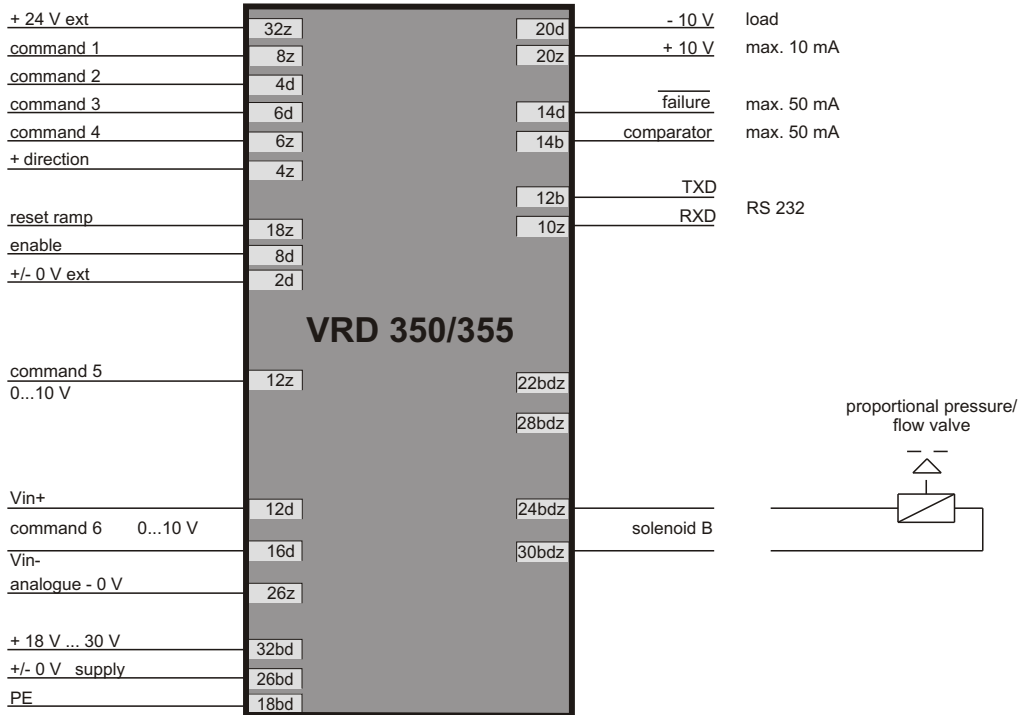 + 24 V ext
32z
command 1
8z
command 2
4d
command 3
6d
command 4
6z
+ direction
4z
reset ramp
18z
enable
8d
+/- 0 V ext
2d
VRD 350/355
command 5
0...10 V
12z
Vin+
12d
command 6 0...10 V
16d
Vin-
analogue - 0 V
26z
+ 18 V ... 30 V
32bd
+/- 0 V supply
26bd
PE
18bd
20d
- 10 V load
20z
+ 10 V max. 10 mA
14d
failure max. 50 mA
14b
comparator max. 50 mA
12b
TXD
RS 232
10z
RXD
22bdz
28bdz
24bdz
solenoid B
30bdz
proportional pressure/
flow valve